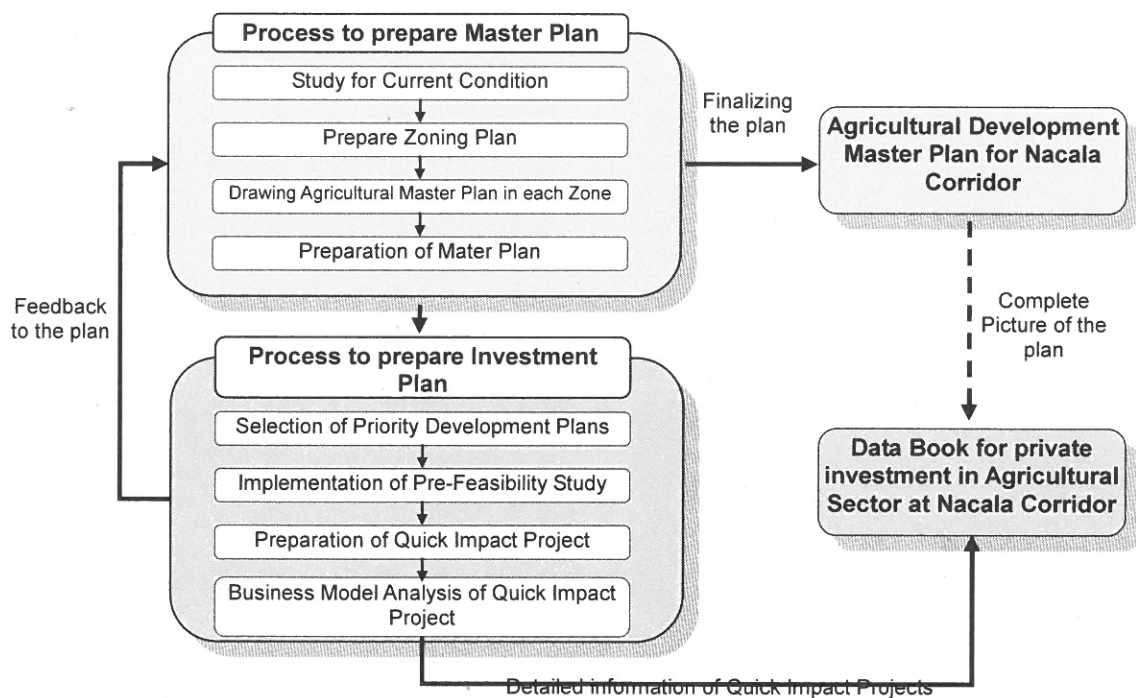 Process to prepare Master Plan
Study for Current Condition
Prepare Zoning Plan
Drawing Agricultural Master Plan in each Zone
Preparation of Mater Plan
Finalizing
the plan
Agricultural Development
Master Plan for Nacala
Corridor
Feedback
to the plan
Complete
Picture of the
plan
Process to prepare Investment
Plan
Selection of Priority Development Plans
Implementation of Pre-Feasibility Study
Preparation of Quick Impact Project
Business Model Analysis of Quick Impact
Project
Data Book for private
investment in Agricultural
Sector at Nacala Corridor
Detailed information of Quick Impact Projects